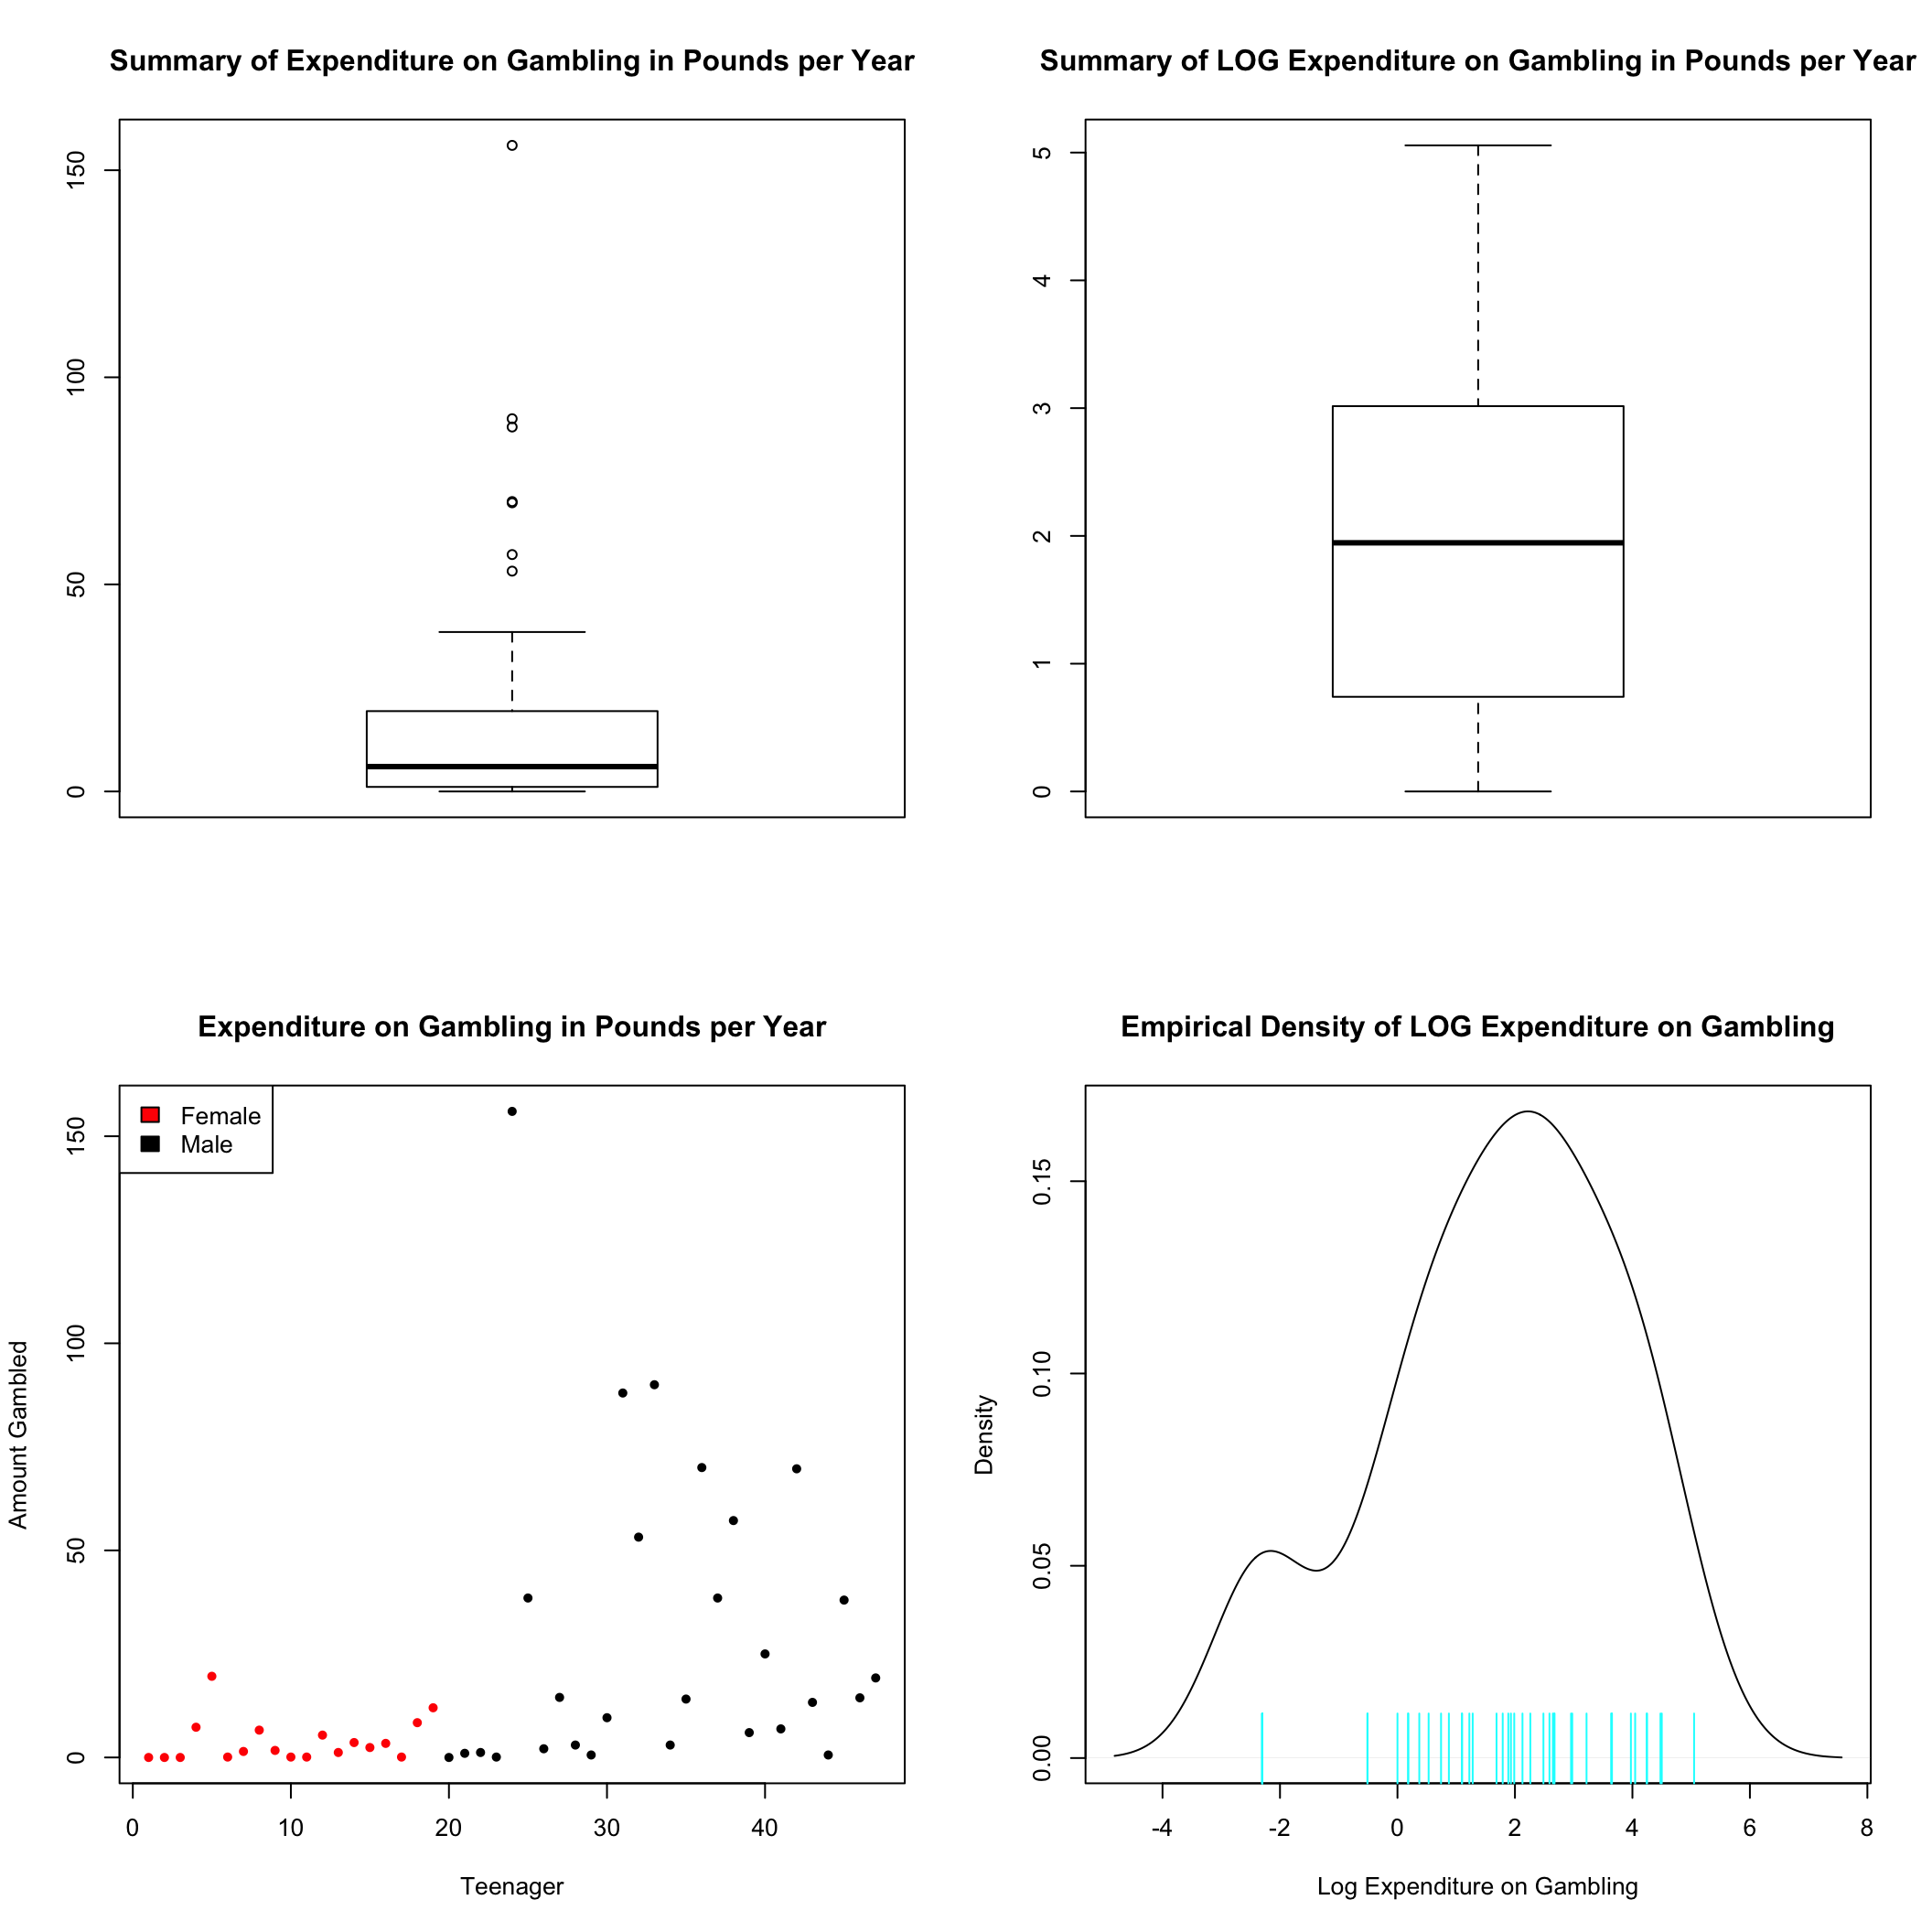 Summary of Expenditure on Gambling in Pounds per Year
0
50
100
150
Summary of LOG Expenditure on Gambling in Pounds per Year
0
1
2
3
4
5
Expenditure on Gambling in Pounds per Year
Female
Male
Amount Gambled
0
50
100
150
0 10 20 30 40
Teenager
Empirical Density of LOG Expenditure on Gambling
Density
0.00
0.05
0.10
0.15
-4 -2 0 2 4 6 8
Log Expenditure on Gambling